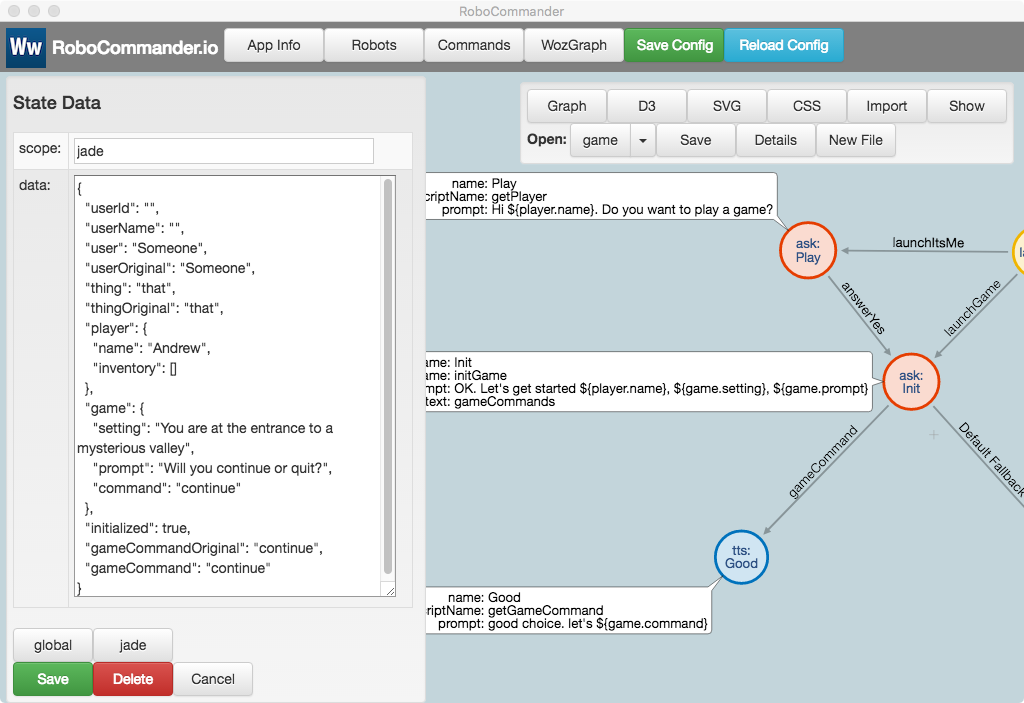 RoboCommander
Ww RoboCommander.io App Info Robots Commands WozGraph Save Config Reload Config
State Data
scope: jade
data:
{
"userId": "",
"userName": "",
"user": "Someone",
"userOriginal": "Someone",
"thing": "that",
"thingOriginal": "that",
"player": {
"name": "Andrew",
"inventory": []
},
"game": {
"setting": "You are at the entrance to a
mysterious valley",
"prompt": "Will you continue or quit?",
"command": "continue"
},
"initialized": true,
"gameCommandOriginal": "continue",
"gameCommand": "continue"
}
global jade
Save Delete Cancel
Graph D3 SVG CSS Import Show
Open: game Save Details New File
name: Play
criptName: getPlayer
prompt: Hi ${player.name}. Do you want to play a game?
ask:
Play
launchItsMe
la
answerYes
launchGame
ame: Init
ame: initGame
mpt: OK. Let's get started ${player.name}, ${game.setting}, ${game.prompt}
text: gameCommands
ask:
Init
gameCommand
Default Fallback
tts:
Good
name: Good
riptName: getGameCommand
prompt: good choice. let's ${game.command}